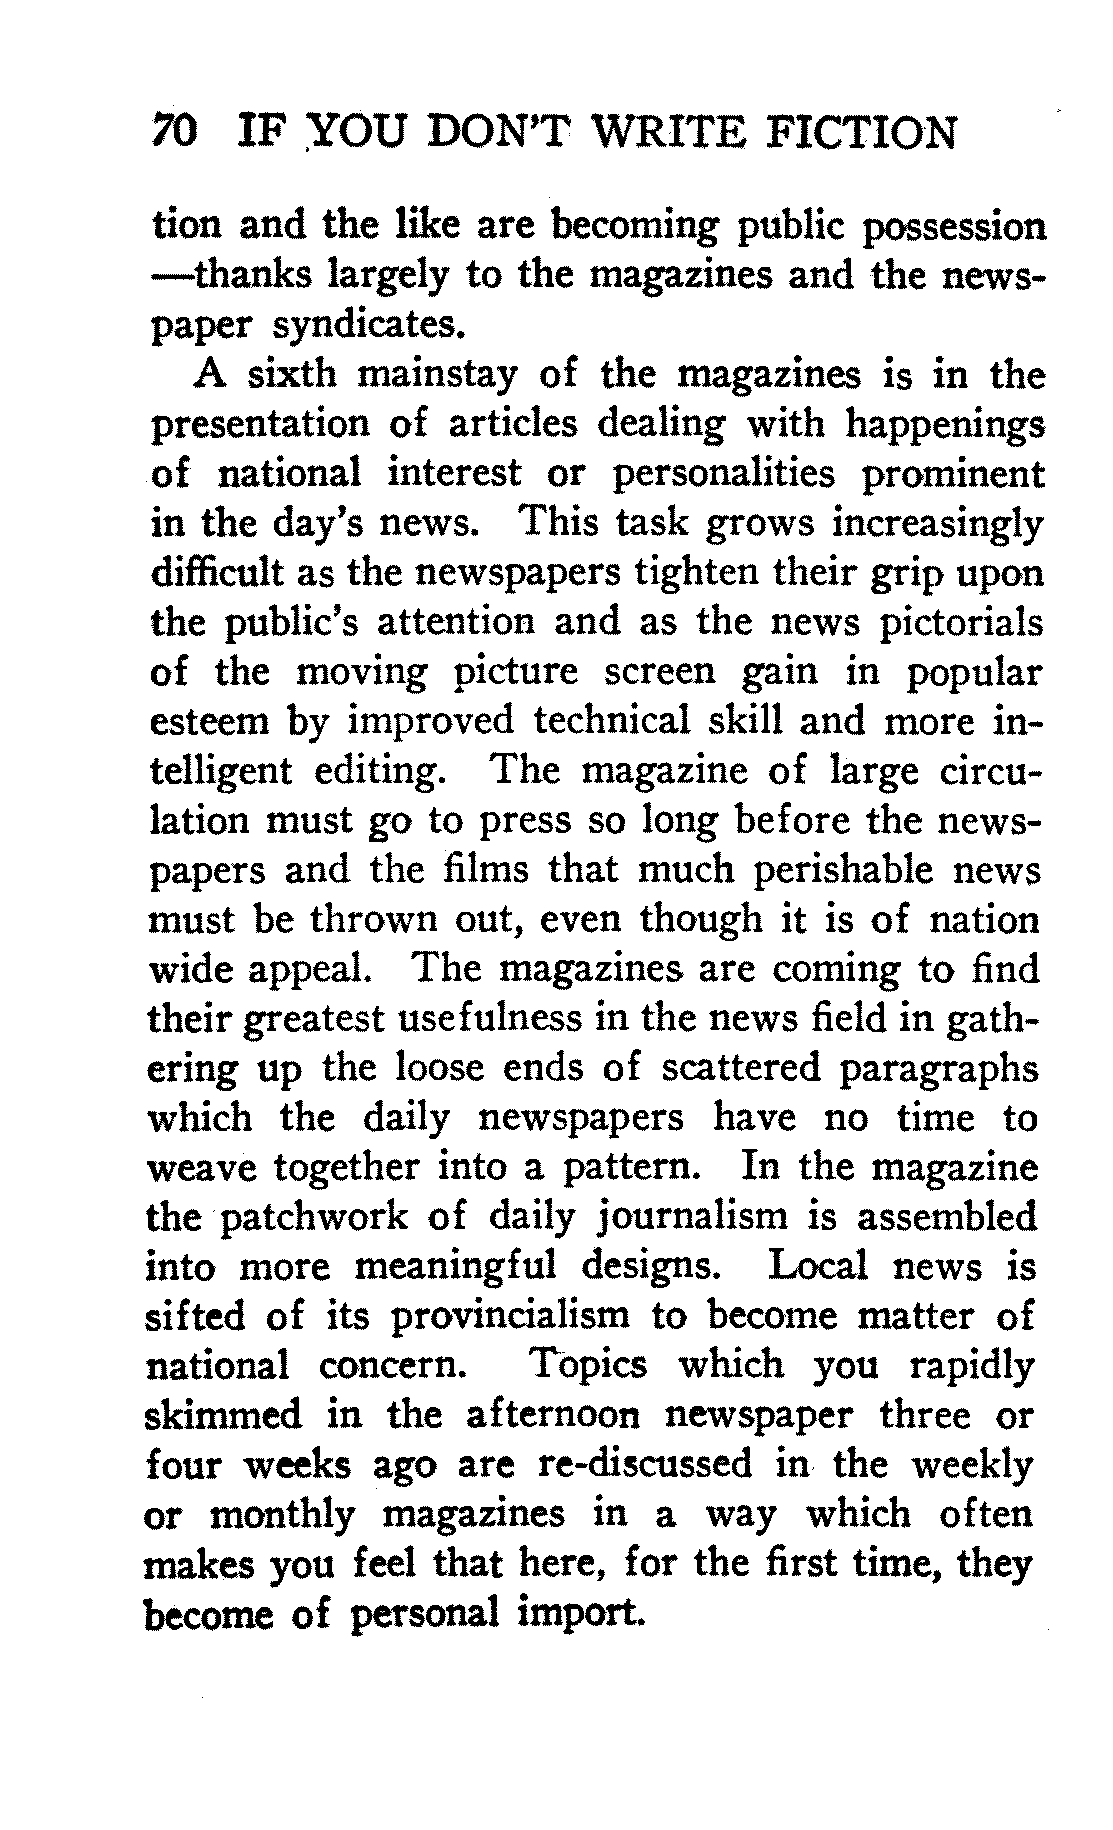 70 IF YOU DON'T WRITE FICTION
tion and the like are becoming public possession
—thanks largely to the magazines and the news-
paper syndicates.
A sixth mainstay of the magazines is in the
presentation of articles dealing with happenings
of national interest or personalities prominent
in the day's news. This task grows increasingly
difficult as the newspapers tighten their grip upon
the public's attention and as the news pictorials
of the moving picture screen gain in popular
esteem by improved technical skill and more in-
telligent editing. The magazine of large circu-
lation must go to press so long before the news-
papers and the films that much perishable news
must be thrown out, even though it is of nation
wide appeal. The magazines are coming to find
their greatest usefulness in the news field in gath-
ering up the loose ends of scattered paragraphs
which the daily newspapers have no time to
weave together into a pattern. In the magazine
the patchwork of daily journalism is assembled
into more meaningful designs. Local news is
sifted of its provincialism to become matter of
national concern. Topics which you rapidly
skimmed in the afternoon newspaper three or
four weeks ago are re-discussed in the weekly
or monthly magazines in a way which often
makes you feel that here, for the first time, they
become of personal import.